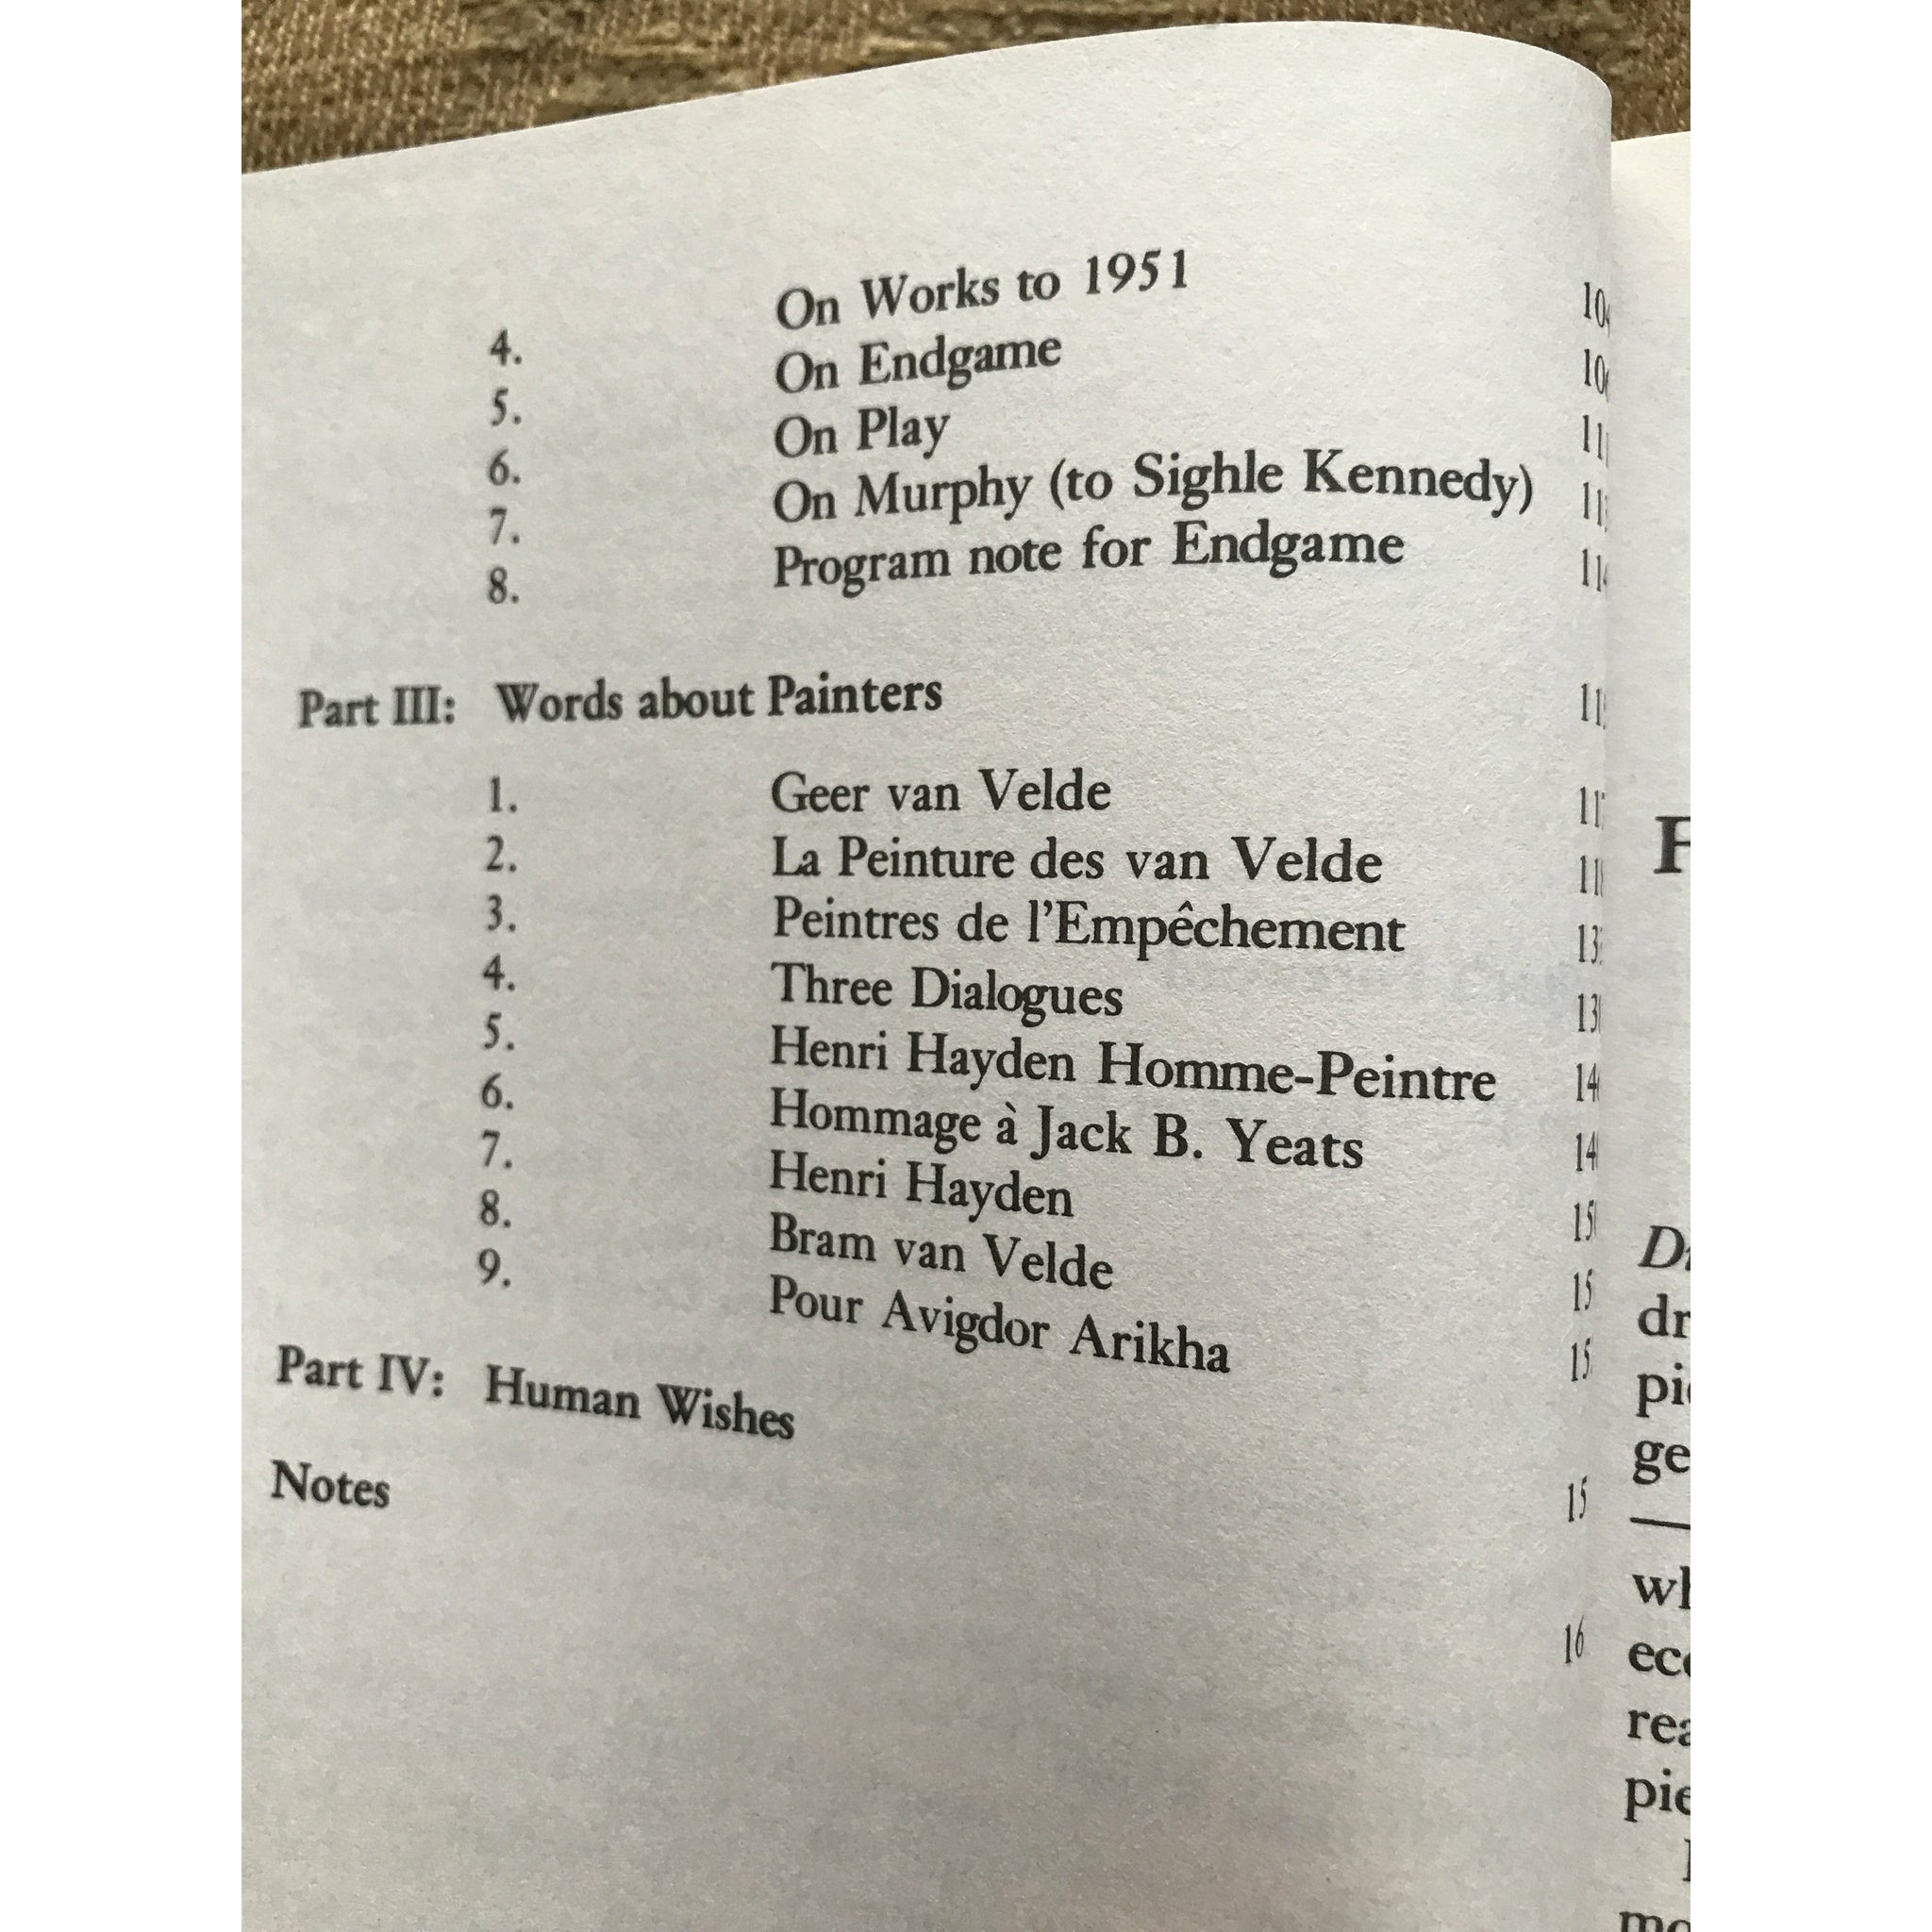 4. On Works to 1951
5. On Endgame
6. On Play
7. On Murphy (to Sighle Kennedy)
8. Program note for Endgame
Part III: Words about Painters
1. Geer van Velde
2. La Peinture des van Velde
3. Peintres de l'Empêchement
4. Three Dialogues
5. Henri Hayden Homme-Peintre
6. Hommage à Jack B. Yeats
7. Henri Hayden
8. Bram van Velde
9. Pour Avigdor Arikha
Part IV: Human Wishes
Notes